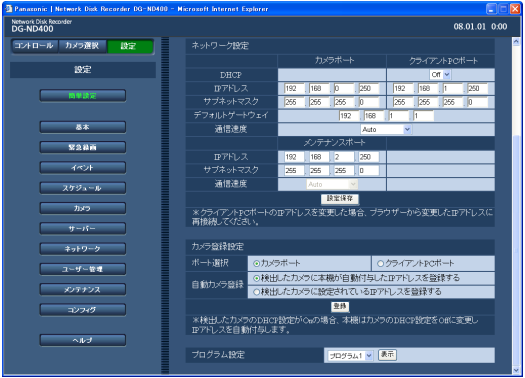 Panasonic | Network Disk Recorder DG-ND400 - Microsoft Internet Explorer
Network Disk Recorder
DG-ND400
08.01.01 0:00
コントロール カメラ選択 設定
設定
簡単設定
基本
緊急録画
イベント
スケジュール
カメラ
サーバー
ネットワーク
ユーザー管理
メンテナンス
コンフィグ
ヘルプ
ネットワーク設定
カメラポート クライアントPCポート
DHCP Off
IPアドレス 192 . 168 . 0 . 250 192 . 168 . 1 . 250
サブネットマスク 255 . 255 . 255 . 0 255 . 255 . 255 . 0
デフォルトゲートウェイ 192 . 168 . 1 . 1
通信速度 Auto
メンテナンスポート
IPアドレス 192 . 168 . 2 . 250
サブネットマスク 255 . 255 . 255 . 0
通信速度 Auto
設定保存
※クライアントPCポートのIPアドレスを変更した場合、ブラウザーから変更したIPアドレスに
再接続してください。
カメラ登録設定
ポート選択 カメラポート クライアントPCポート
自動カメラ登録 検出したカメラに本機が自動付与したIPアドレスを登録する
検出したカメラに設定されているIPアドレスを登録する
登録
※検出したカメラのDHCP設定がOnの場合、本機はカメラのDHCP設定をOffに変更し
IPアドレスを自動付与します。
プログラム設定 プログラム1 表示